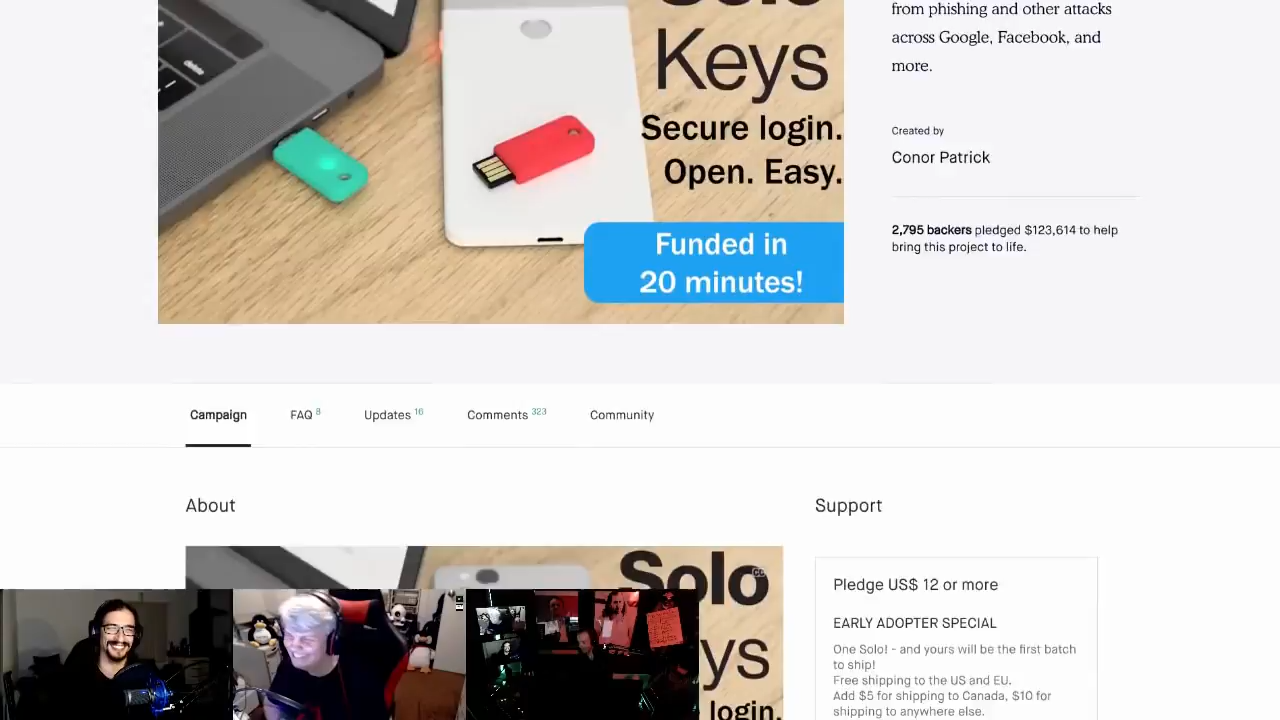 Solo
Keys
Secure login.
Open. Easy.
Funded in
20 minutes!
from phishing and other attacks
across Google, Facebook, and
more.
Created by
Conor Patrick
2,795 backers pledged $123,614 to help
bring this project to life.
Campaign
FAQ 8
Updates 16
Comments 323
Community
About
Support
Solo
ys
login.
Pledge US$ 12 or more
EARLY ADOPTER SPECIAL
One Solo! - and yours will be the first batch
to ship!
Free shipping to the US and EU.
Add $5 for shipping to Canada, $10 for
shipping to anywhere else.